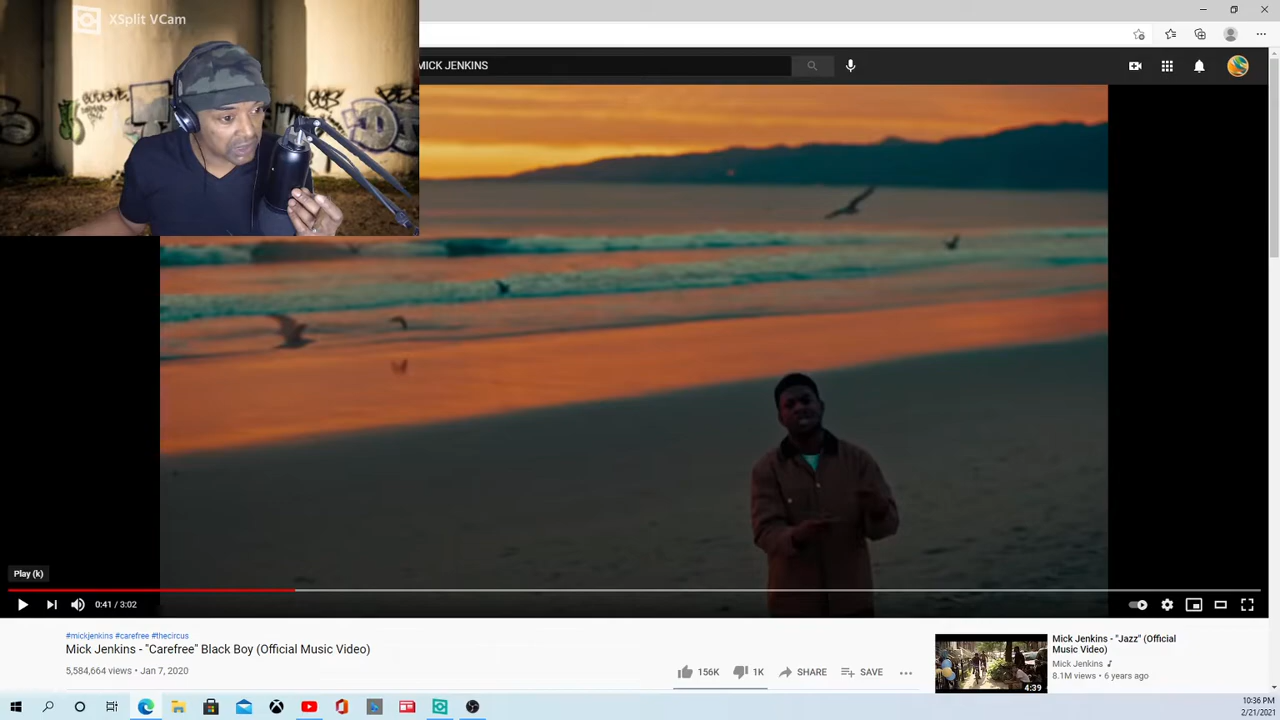 XSplit VCam
MICK JENKINS
Play (k)
0:41 / 3:02
#mickjenkins #carefree #thecircus
Mick Jenkins - "Carefree" Black Boy (Official Music Video)
5,584,664 views • Jan 7, 2020
156K
1K
SHARE
SAVE
Mick Jenkins - "Jazz" (Official
Music Video)
Mick Jenkins
8.1M views • 6 years ago
4:39
10:36 PM
2/21/2021